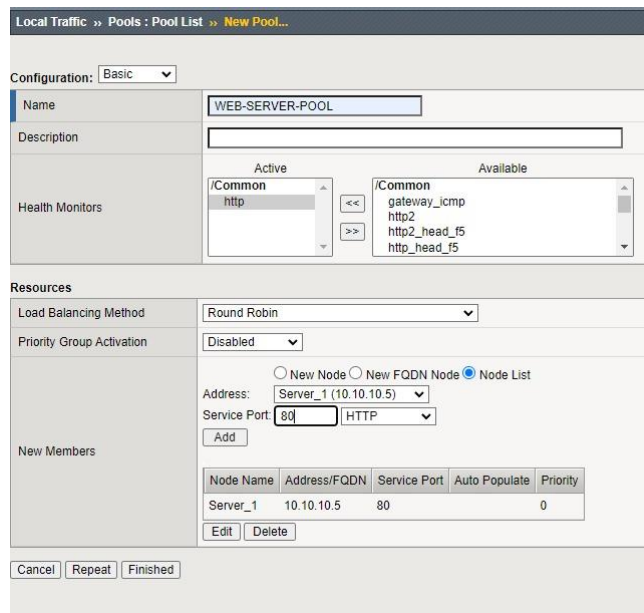 Local Traffic » Pools : Pool List » New Pool...
Configuration: Basic
Name WEB-SERVER-POOL
Description
Active Available
Health Monitors
/Common
http
<<
>>
/Common
gateway_icmp
http2
http2_head_f5
http_head_f5
Resources
Load Balancing Method Round Robin
Priority Group Activation Disabled
New Members
New Node New FQDN Node Node List
Address: Server_1 (10.10.10.5)
Service Port: 80 HTTP
Add
Node Name Address/FQDN Service Port Auto Populate Priority
Server_1 10.10.10.5 80 0
Edit Delete
Cancel Repeat Finished